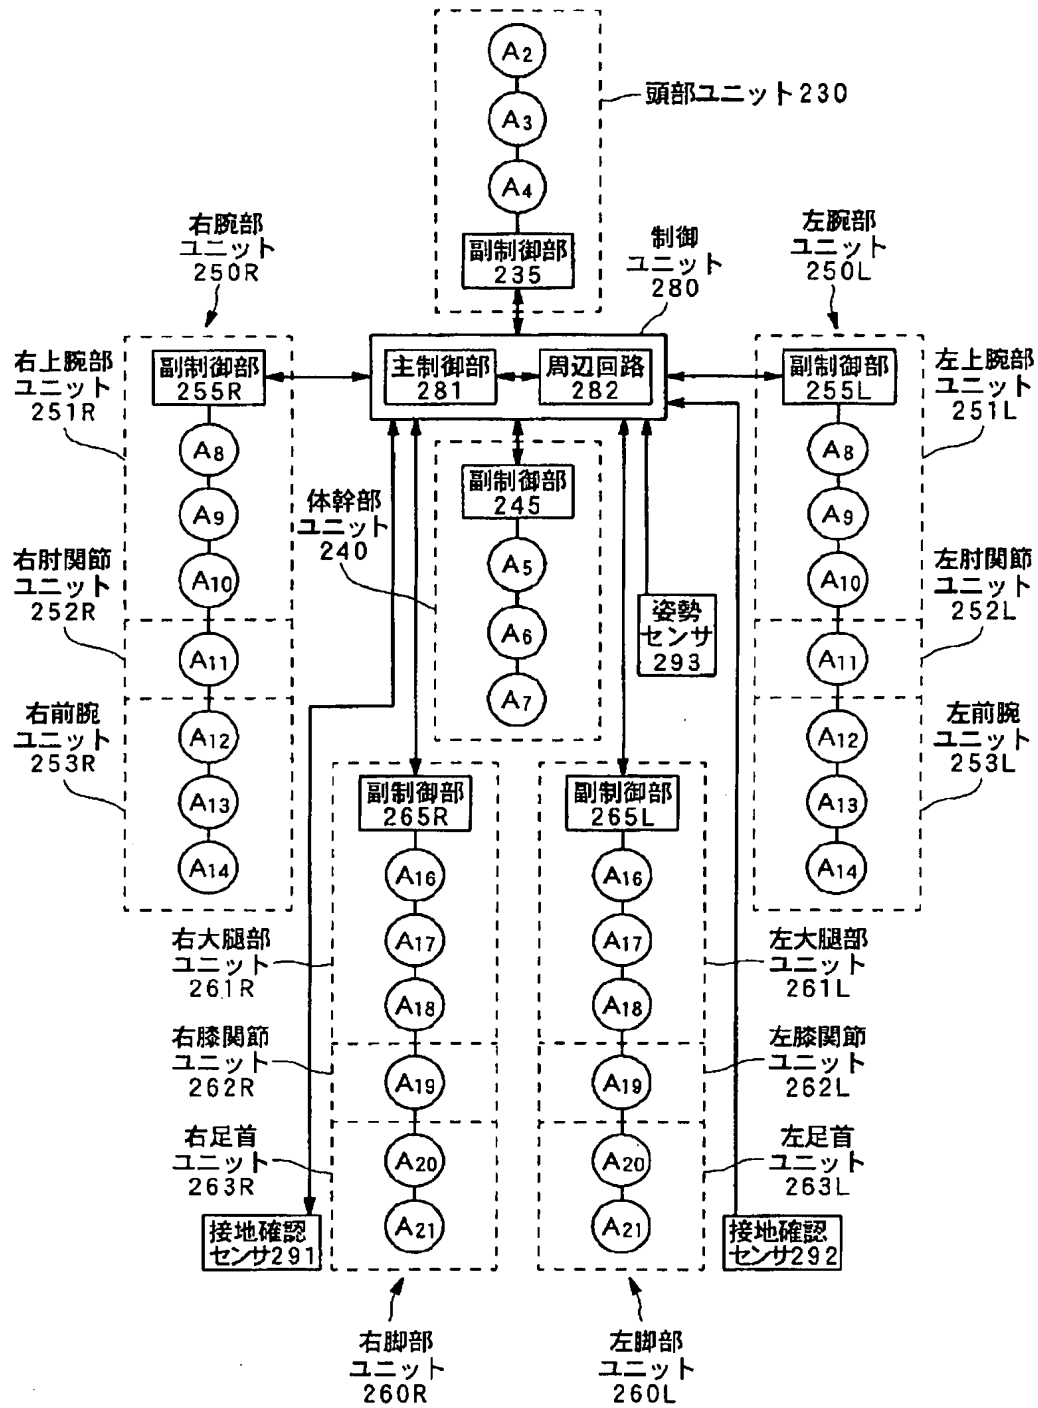 A2
A3
A4
頭部ユニット230
副制御部
235
右腕部
ユニット
250R
制御
ユニット
280
左腕部
ユニット
250L
主制御部
281
周辺回路
282
右上腕部
ユニット
251R
副制御部
255R
A8
A9
A10
右肘関節
ユニット
252R
A11
右前腕
ユニット
253R
A12
A13
A14
体幹部
ユニット
240
副制御部
245
A5
A6
A7
姿勢
センサ
293
副制御部
255L
左上腕部
ユニット
251L
A8
A9
A10
左肘関節
ユニット
252L
A11
左前腕
ユニット
253L
A12
A13
A14
副制御部
265R
A16
A17
A18
右大腿部
ユニット
261R
右膝関節
ユニット
262R
A19
右足首
ユニット
263R
A20
A21
接地確認
センサ291
副制御部
265L
A16
A17
A18
左大腿部
ユニット
261L
左膝関節
ユニット
262L
A19
左足首
ユニット
263L
A20
A21
接地確認
センサ292
右脚部
ユニット
260R
左脚部
ユニット
260L